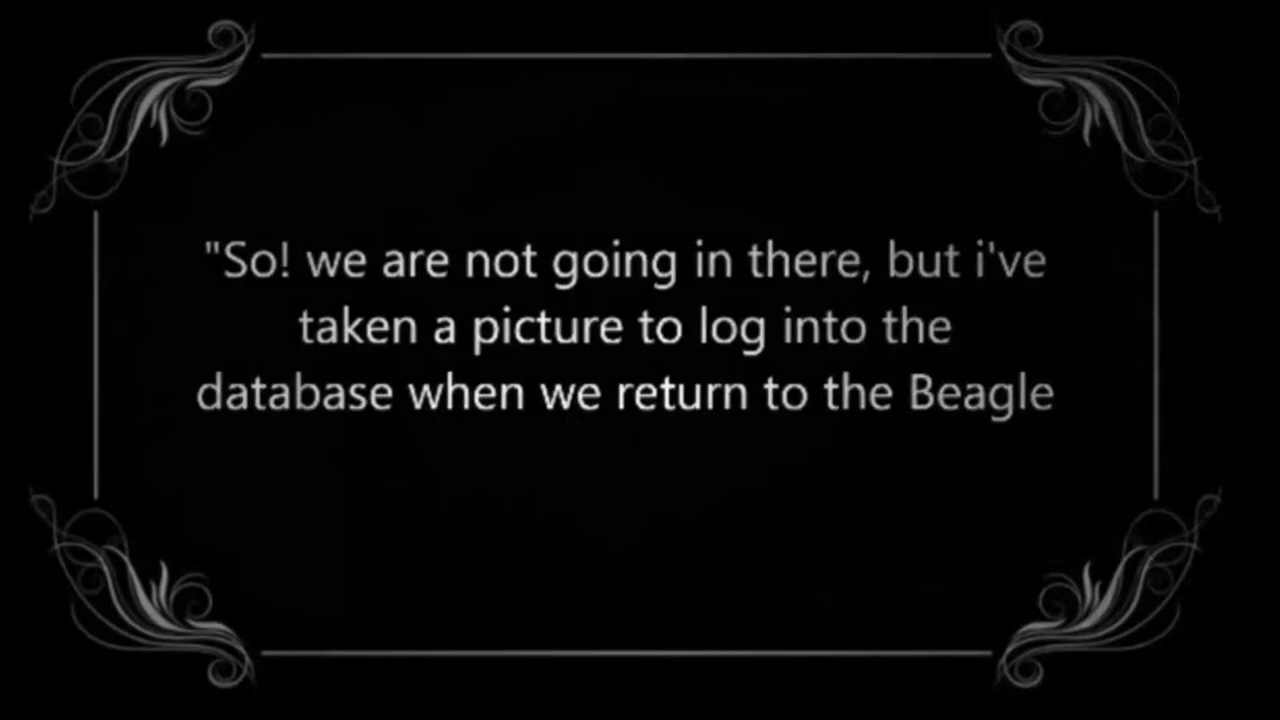 "So! we are not going in there, but i've
taken a picture to log into the
database when we return to the Beagle